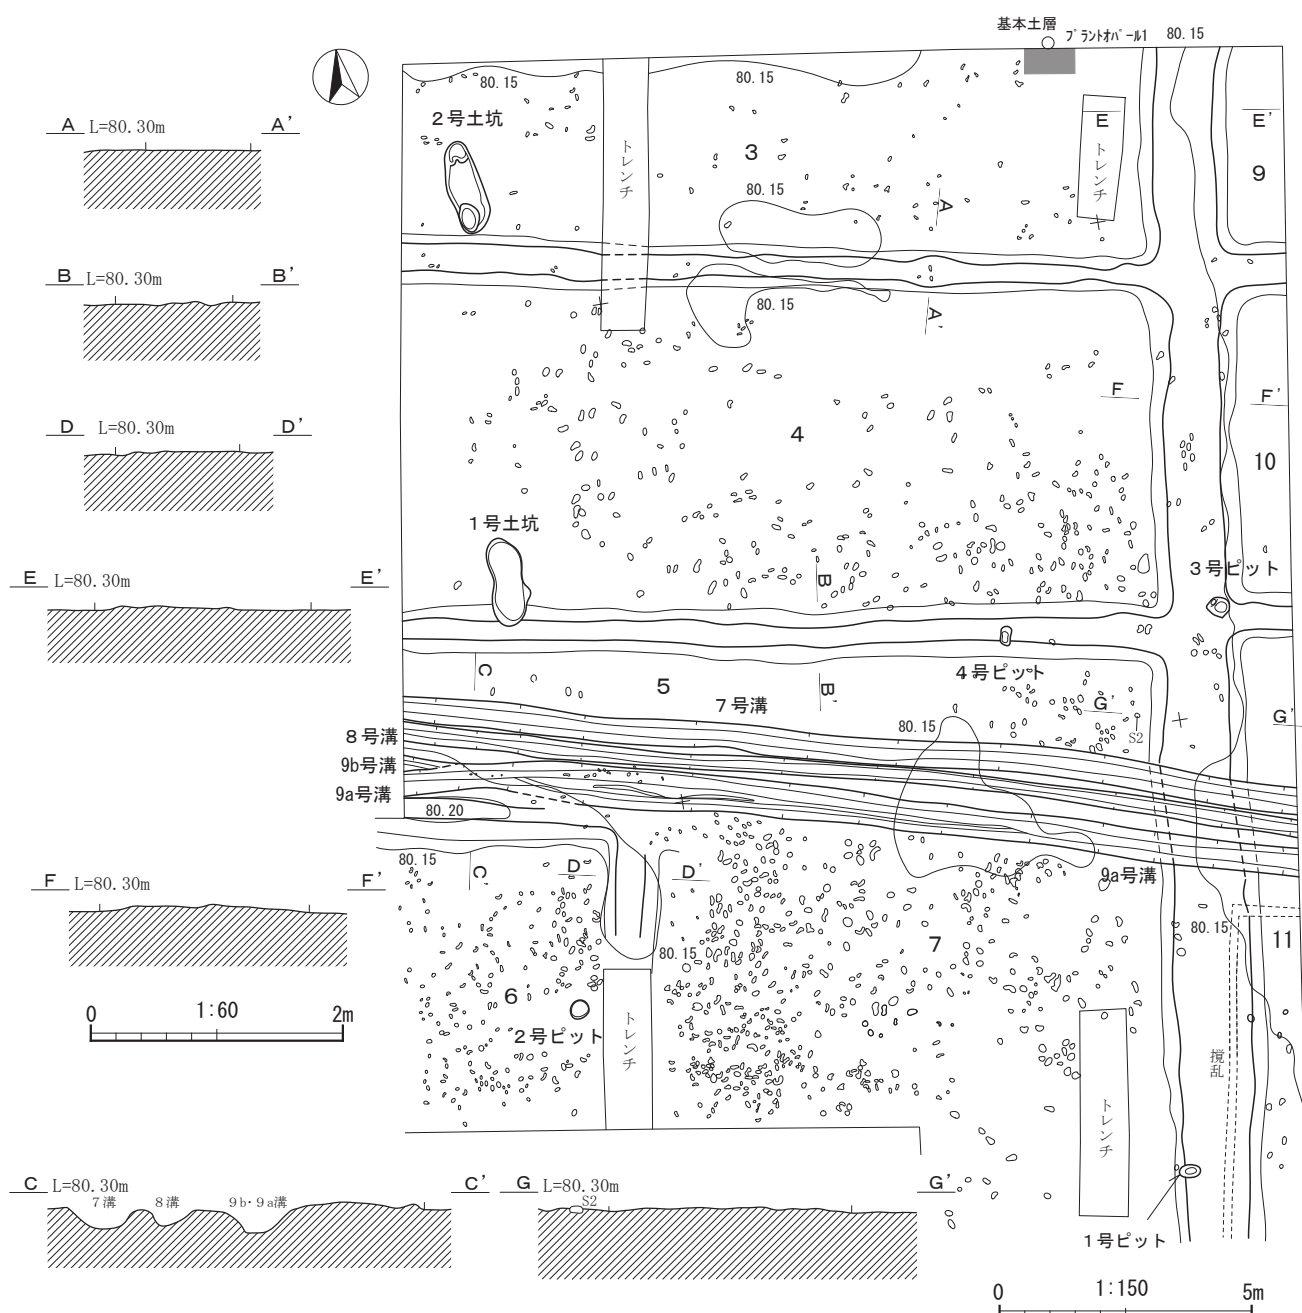 基本土層
プラントオパール1
80.15
80.15
80.15
2号土坑
トレンチ
3
E
トレンチ
E'
9
80.15
A
80.15
A'
F
F'
4
10
1号土坑
B
3号ピット
C
5
B'
4号ピット
7号溝
G'
G'
S2
80.15
8号溝
9b号溝
9a号溝
80.20
80.15
C'
D
D'
9a号溝
80.15
7
80.15
11
6
2号ピット
トレンチ
トレンチ
撹乱
1号ピット
A L=80.30m A'
B L=80.30m B'
D L=80.30m D'
E L=80.30m E'
F L=80.30m F'
0 1:60 2m
C L=80.30m C'
7溝 8溝 9b・9a溝
G L=80.30m G'
S2
0 1:150 5m